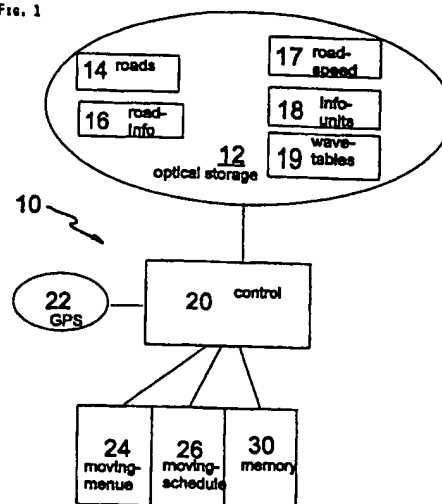 Fig. 1
14 roads
16 road-
info
17 road-
speed
18 Info-
units
19 wave-
tables
12
optical storage
10
20 control
22
GPS
24
moving-
menue
26
moving-
schedule
30
memory